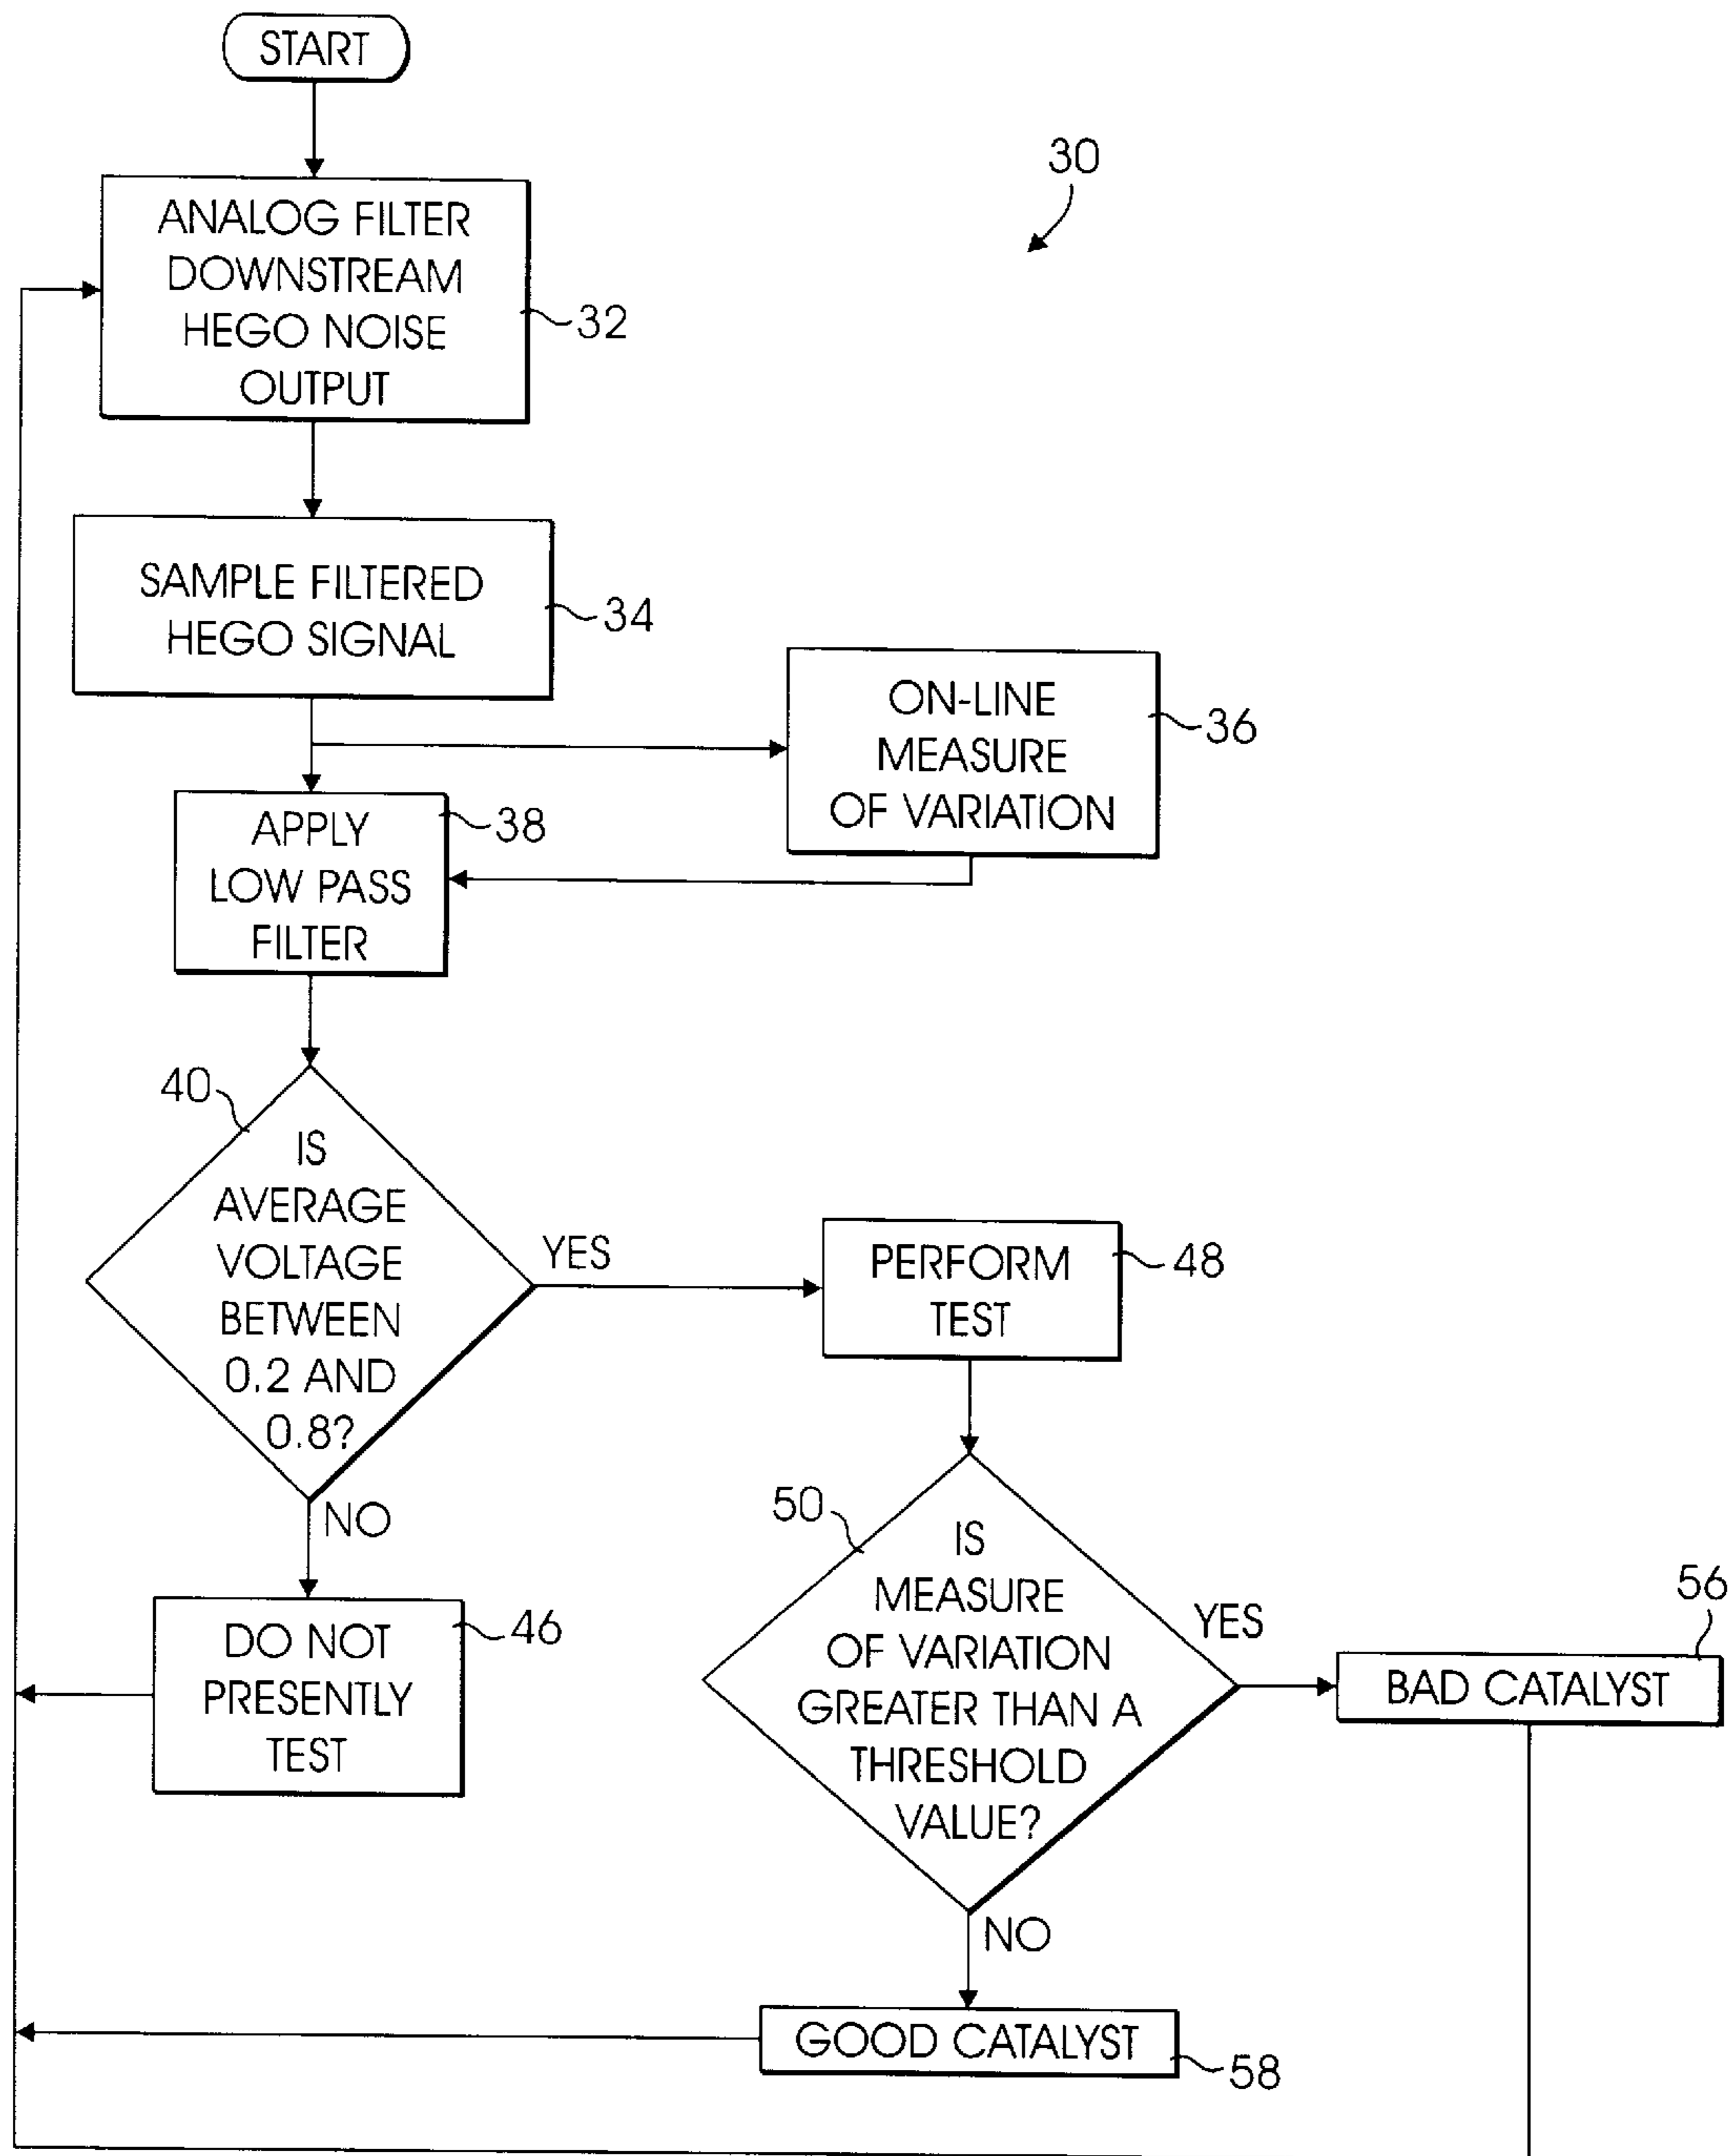 START
30
ANALOG FILTER
DOWNSTREAM
HEGO NOISE
OUTPUT
32
SAMPLE FILTERED
HEGO SIGNAL
34
ON-LINE
MEASURE
OF VARIATION
36
APPLY
LOW PASS
FILTER
38
40
IS
AVERAGE
VOLTAGE
BETWEEN
0.2 AND
0.8?
YES
NO
PERFORM
TEST
48
DO NOT
PRESENTLY
TEST
46
50
IS
MEASURE
OF VARIATION
GREATER THAN A
THRESHOLD
VALUE?
YES
NO
56
BAD CATALYST
GOOD CATALYST
58